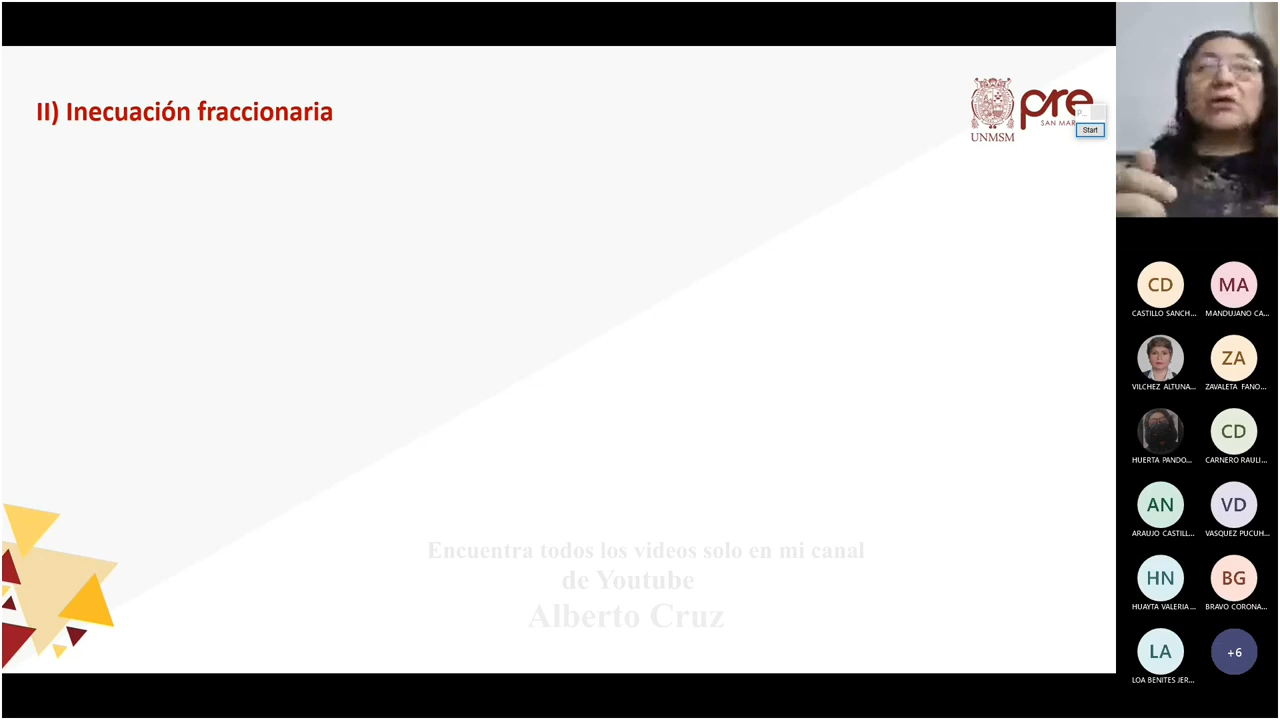 II) Inecuación fraccionaria
UNMSM
pre
SAN MAR
P...
Start
Encuentra todos los videos solo en mi canal
de Youtube
Alberto Cruz
CD
MA
CASTILLO SANCH...
MANDUJANO CA...
ZA
VILCHEZ ALTUNA...
ZAVALETA FANO...
CD
HUERTA PANDO...
CARNERO RAULI...
AN
VD
ARAUJO CASTILL...
VASQUEZ PUCUH...
HN
BG
HUAYTA VALERIA...
BRAVO CORONA...
LA
+6
LOA BENITES JER...